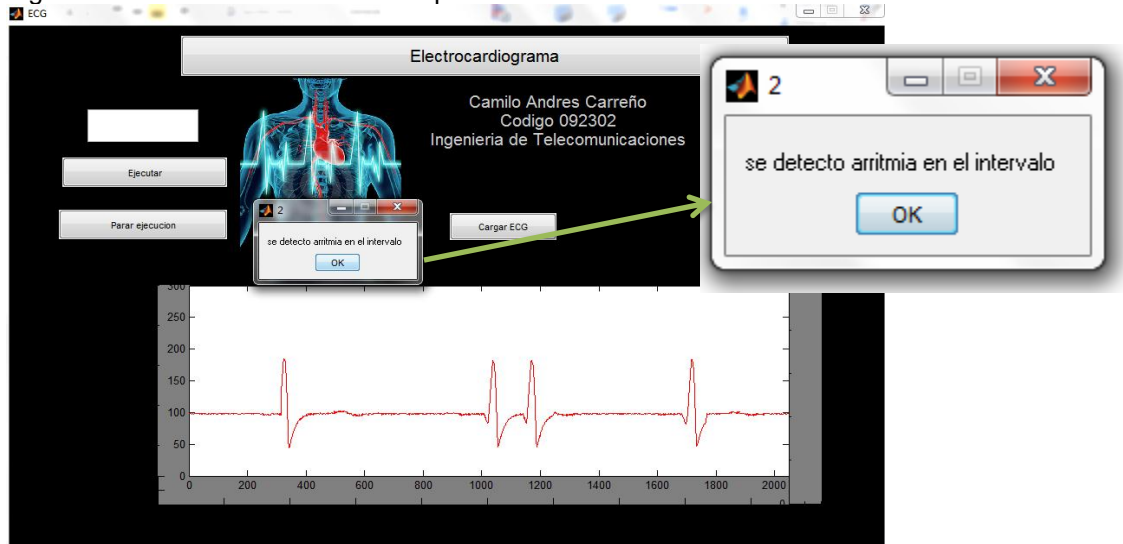 ECG
Electrocardiograma
Camilo Andres Carreño
Codigo 092302
Ingenieria de Telecomunicaciones
Ejecutar
Parar ejecucion
2
se detecto arritmia en el intervalo
OK
Cargar ECG
2
se detecto arritmia en el intervalo
OK
300
250
200
150
100
50
0
0 200 400 600 800 1000 1200 1400 1600 1800 2000